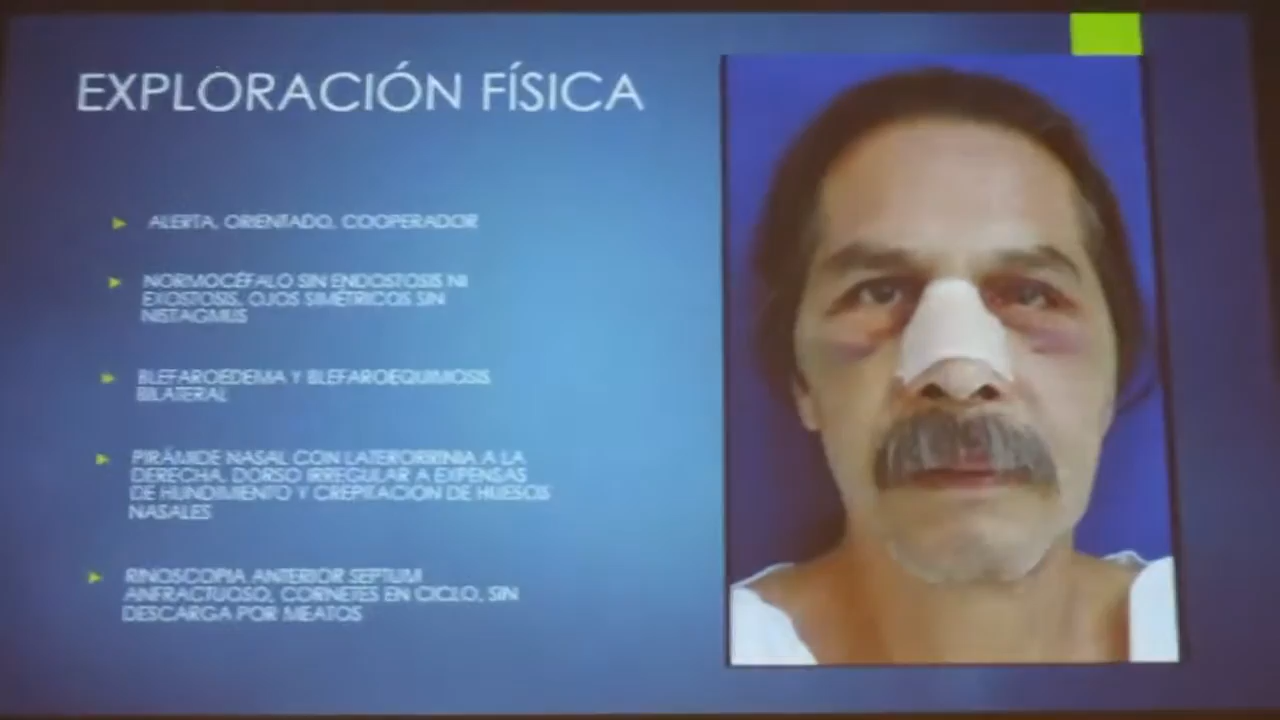 EXPLORACIÓN FÍSICA
ALERTA, ORIENTADO, COOPERADOR
NORMOCÉFALO SIN ENDOSTOSIS NI
EXOSTOSIS, OJOS SIMÉTRICOS SIN
NISTAGMUS
BLEFAROEDEMA Y BLEFAROEQUIMOSIS
BILATERAL
PIRÁMIDE NASAL CON LATERORRINIA A LA
DERECHA, DORSO IRREGULAR A EXPENSAS
DE HUNDIMIENTO Y CREPITACION DE HUESOS
NASALES
RINOSCOPIA ANTERIOR SEPTUM
ANFRACTUOSO, CORNETES EN CICLO, SIN
DESCARGA POR MEATOS